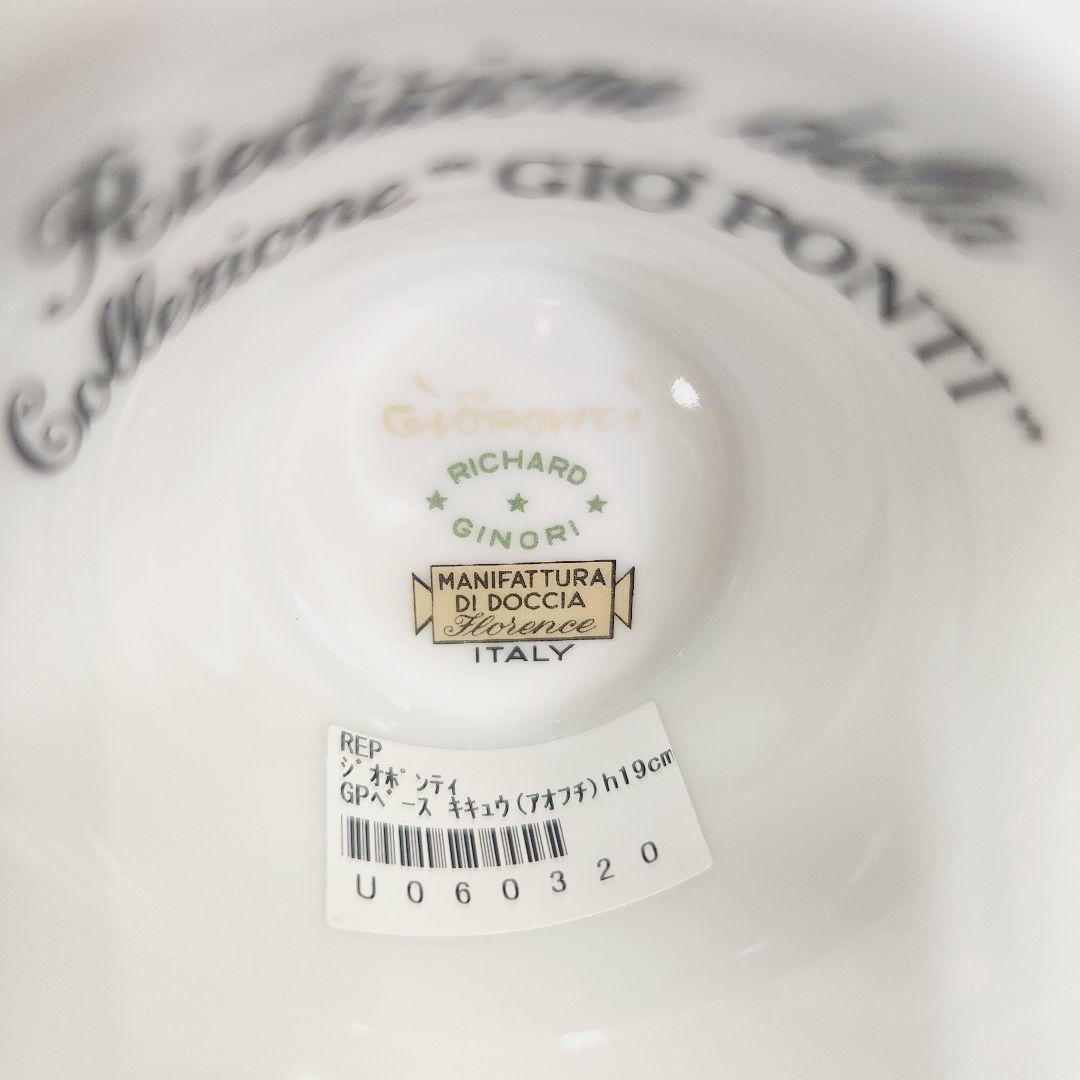 Riedizione della
Collezione "GIO' PONTI"
Gioponti
RICHARD
GINORI
MANIFATTURA
DI DOCCIA
Florence
ITALY
REP
ジオポンティ
GPベース キキュウ(アオフチ)h19cm
U060320